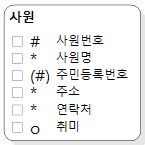 사원
# 사원번호
* 사원명
(#) 주민등록번호
* 주소
* 연락처
o 취미